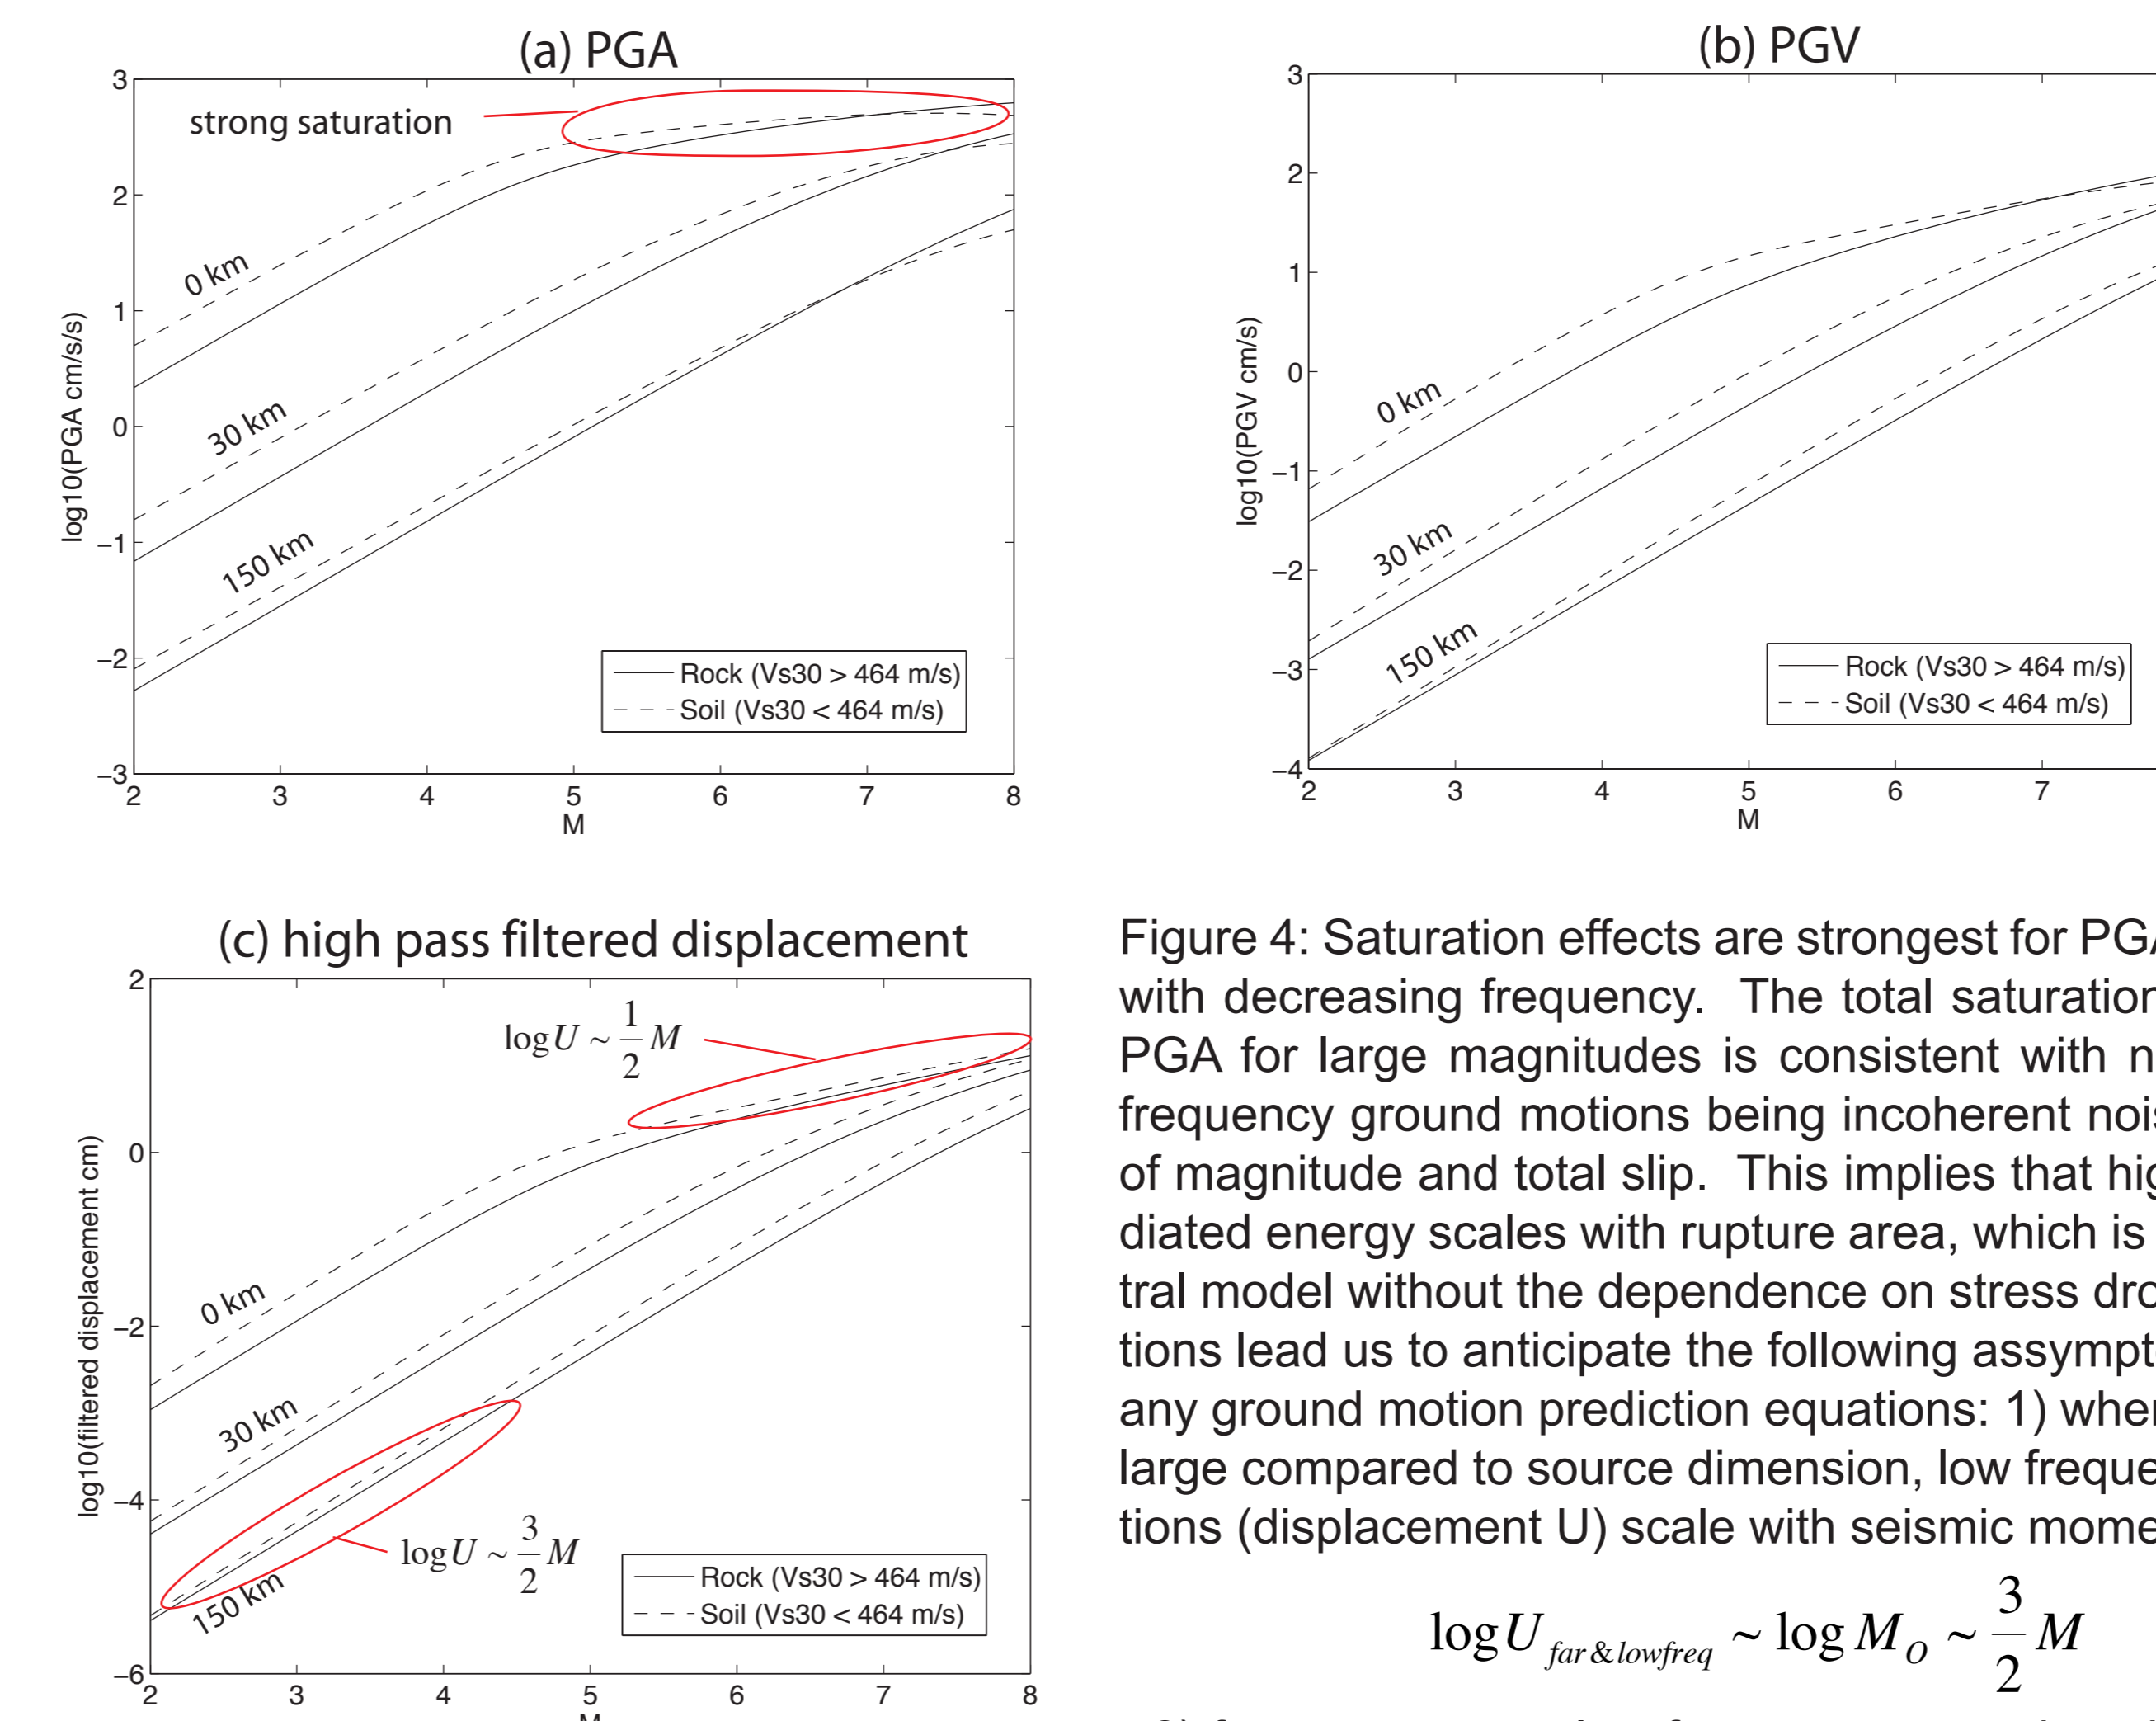 (a) PGA
3
2
1
0
−1
−2
−3
log10(PGA cm/s/s)
strong saturation
0 km
30 km
150 km
Rock (Vs30 > 464 m/s)
Soil (Vs30 < 464 m/s)
2 3 4 5 6 7 8
M
(b) PGV
3
2
1
0
−1
−2
−3
−4
log10(PGV cm/s)
0 km
30 km
150 km
Rock (Vs30 > 464 m/s)
Soil (Vs30 < 464 m/s)
2 3 4 5 6 7
M
(c) high pass filtered displacement
2
0
−2
−4
−6
log10(filtered displacement cm)
log U ~ 1/2 M
0 km
30 km
150 km
log U ~ 3/2 M
Rock (Vs30 > 464 m/s)
Soil (Vs30 < 464 m/s)
2 3 4 5 6 7 8
Figure 4: Saturation effects are strongest for PGA
with decreasing frequency. The total saturation
PGA for large magnitudes is consistent with
frequency ground motions being incoherent
of magnitude and total slip. This implies that
diated energy scales with rupture area, which is
tral model without the dependence on stress
tions lead us to anticipate the following
any ground motion prediction equations: 1)
large compared to source dimension, low
tions (displacement U) scale with seismic
log U far&lowfreq ~ log M O ~ 3/2 M